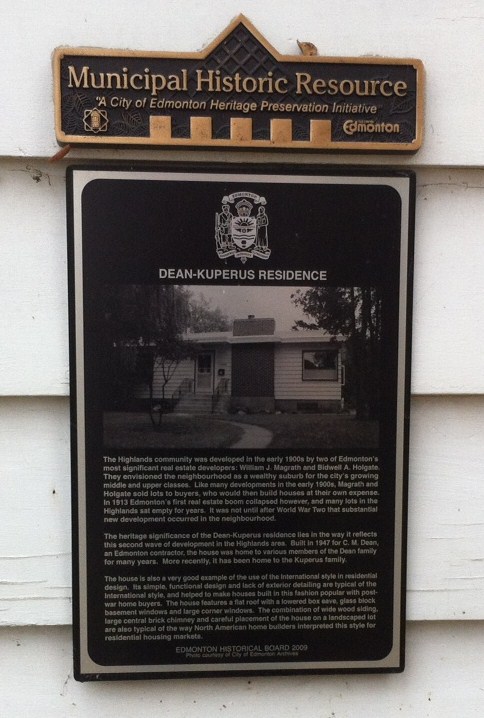 Municipal Historic Resource
"A City of Edmonton Heritage Preservation Initiative"
Edmonton
EDMONTON
DEAN-KUPERUS RESIDENCE
The Highlands community was developed in the early 1900s by two of Edmonton's
most significant real estate developers: William J. Magrath and Bidwell A. Holgate.
They envisioned the neighbourhood as a wealthy suburb for the city's growing
middle and upper classes. Like many developments in the early 1900s, Magrath and
Holgate sold lots to buyers, who would then build houses at their own expense.
In 1913 Edmonton's first real estate boom collapsed however, and many lots in the
Highlands sat empty for years. It was not until after World War Two that substantial
new development occurred in the neighbourhood.
The heritage significance of the Dean-Kuperus residence lies in the way it reflects
this second wave of development in the Highlands area. Built in 1947 for C. M. Dean,
an Edmonton contractor, the house was home to various members of the Dean family
for many years. More recently, it has been home to the Kuperus family.
The house is also a very good example of the use of the International style in residential
design. Its simple, functional design and lack of exterior detailing are typical of the
International style, and helped to make houses built in this fashion popular with post-
war home buyers. The house features a flat roof with a lowered box eave, glass block
basement windows and large corner windows. The combination of wide wood siding,
large central brick chimney and careful placement of the house on a landscaped lot
are also typical of the way North American home builders interpreted this style for
residential housing markets.
EDMONTON HISTORICAL BOARD 2009
Photo courtesy of City of Edmonton Archives